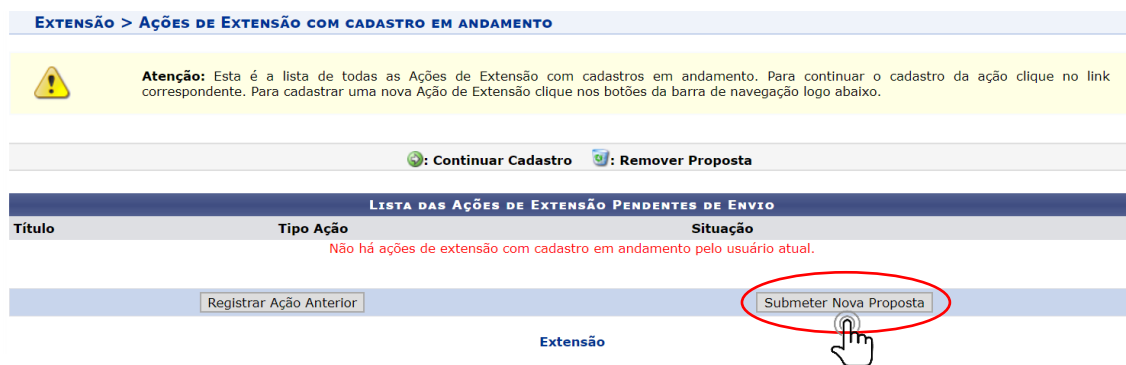 Extensão > Ações de Extensão com cadastro em andamento
Atenção: Esta é a lista de todas as Ações de Extensão com cadastros em andamento. Para continuar o cadastro da ação clique no link
correspondente. Para cadastrar uma nova Ação de Extensão clique nos botões da barra de navegação logo abaixo.
: Continuar Cadastro : Remover Proposta
Lista das Ações de Extensão Pendentes de Envio
Título Tipo Ação Situação
Não há ações de extensão com cadastro em andamento pelo usuário atual.
Registrar Ação Anterior Submeter Nova Proposta
Extensão